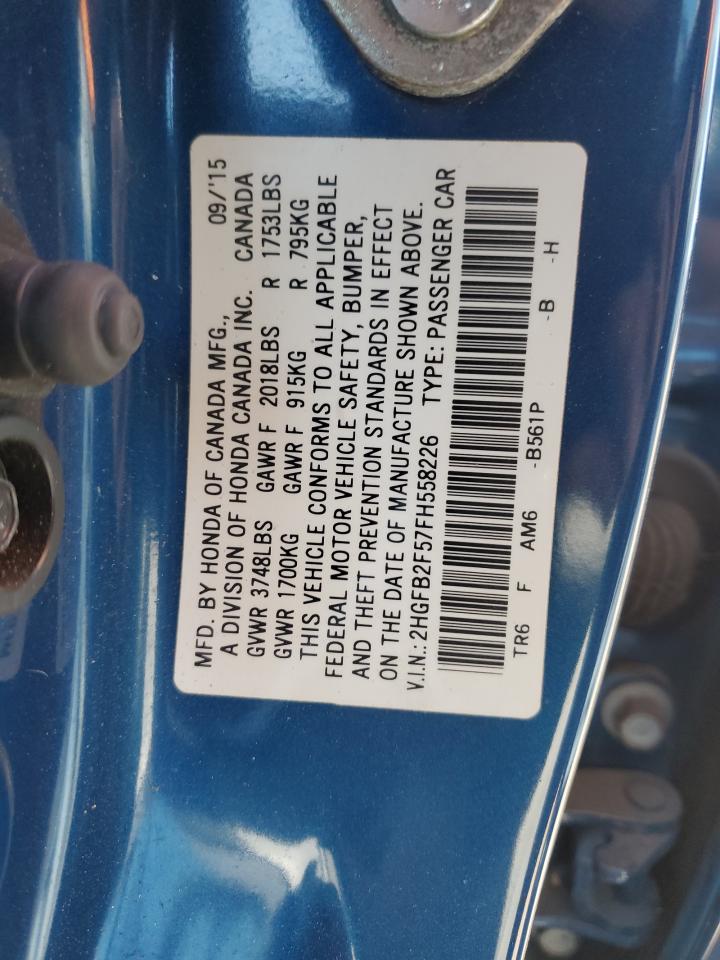 MFD. BY HONDA OF CANADA MFG., 09/'15
A DIVISION OF HONDA CANADA INC. CANADA
GVWR 3748LBS GAWR F 2018LBS R 1753LBS
GVWR 1700KG GAWR F 915KG R 795KG
THIS VEHICLE CONFORMS TO ALL APPLICABLE
FEDERAL MOTOR VEHICLE SAFETY, BUMPER,
AND THEFT PREVENTION STANDARDS IN EFFECT
ON THE DATE OF MANUFACTURE SHOWN ABOVE.
V.I.N.: 2HGFB2F57FH558226 TYPE: PASSENGER CAR
TR6 F AM6 -B561P -B -H